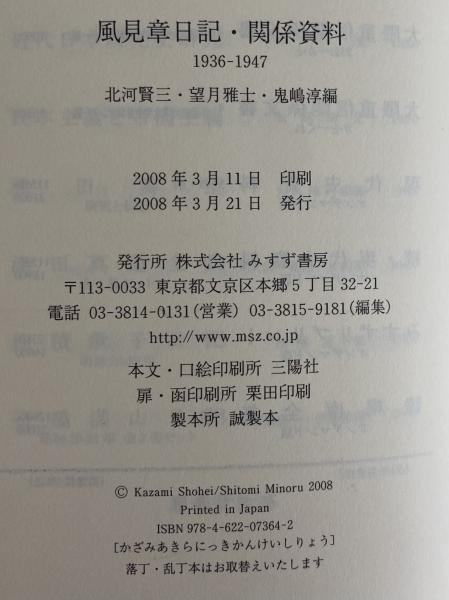 風見章日記・関係資料
1936-1947
北河賢三・望月雅士・鬼嶋淳編
2008年3月11日 印刷
2008年3月21日 発行
発行所 株式会社みすず書房
〒113-0033 東京都文京区本郷5丁目32-21
電話 03-3814-0131(営業) 03-3815-9181(編集)
http://www.msz.co.jp
本文・口絵印刷所 三陽社
扉・函印刷所 栗田印刷
製本所 誠製本
© Kazami Shohei/Shitomi Minoru 2008
Printed in Japan
ISBN 978-4-622-07364-2
[かざみあきらにっきかんけいしりょう]
落丁・乱丁本はお取替えいたします